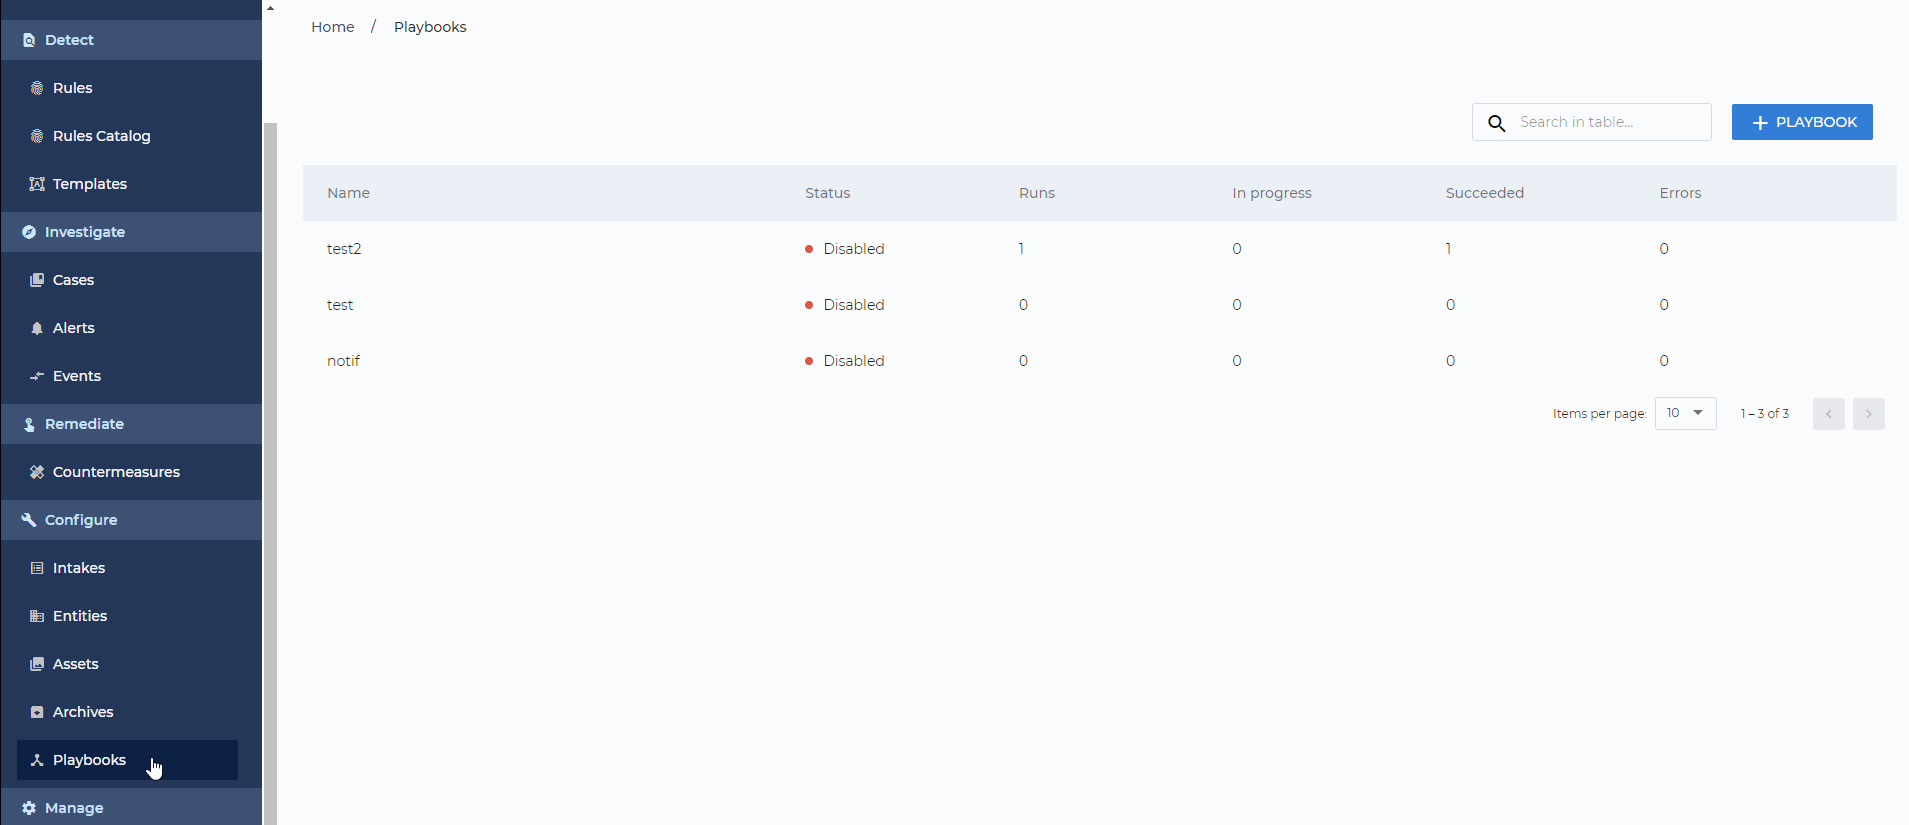 Detect
Rules
Rules Catalog
Templates
Investigate
Cases
Alerts
Events
Remediate
Countermeasures
Configure
Intakes
Entities
Assets
Archives
Playbooks
Manage
Home / Playbooks
Search in table...
+ PLAYBOOK
Name Status Runs In progress Succeeded Errors
test2 Disabled 1 0 1 0
test Disabled 0 0 0 0
notif Disabled 0 0 0 0
Items per page: 10 1 – 3 of 3